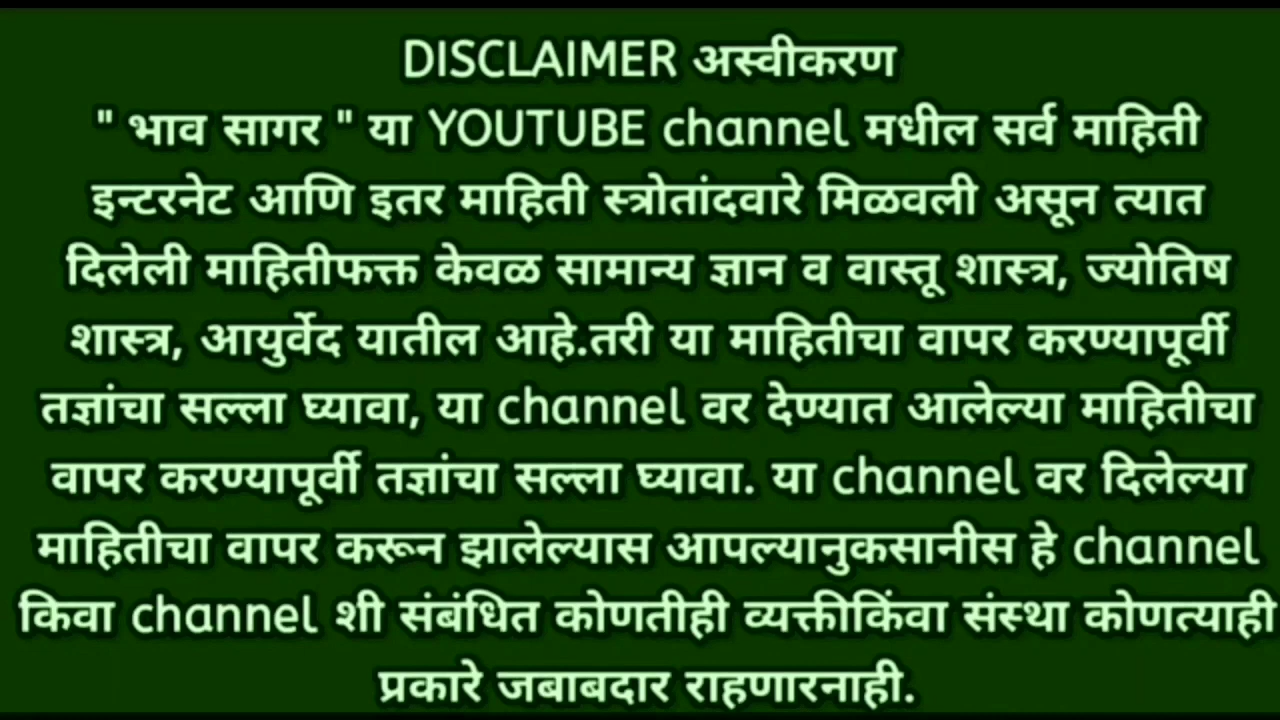 DISCLAIMER अस्वीकरण
" भाव सागर " या YOUTUBE channel मधील सर्व माहिती
इन्टरनेट आणि इतर माहिती स्त्रोतांदवारे मिळवली असून त्यात
दिलेली माहितीफक्त केवळ सामान्य ज्ञान व वास्तू शास्त्र, ज्योतिष
शास्त्र, आयुर्वेद यातील आहे.तरी या माहितीचा वापर करण्यापूर्वी
तज्ञांचा सल्ला घ्यावा, या channel वर देण्यात आलेल्या माहितीचा
वापर करण्यापूर्वी तज्ञांचा सल्ला घ्यावा. या channel वर दिलेल्या
माहितीचा वापर करून झालेल्यास आपल्यानुकसानीस हे channel
किवा channel शी संबंधित कोणतीही व्यक्तीकिंवा संस्था कोणत्याही
प्रकारे जबाबदार राहणारनाही.